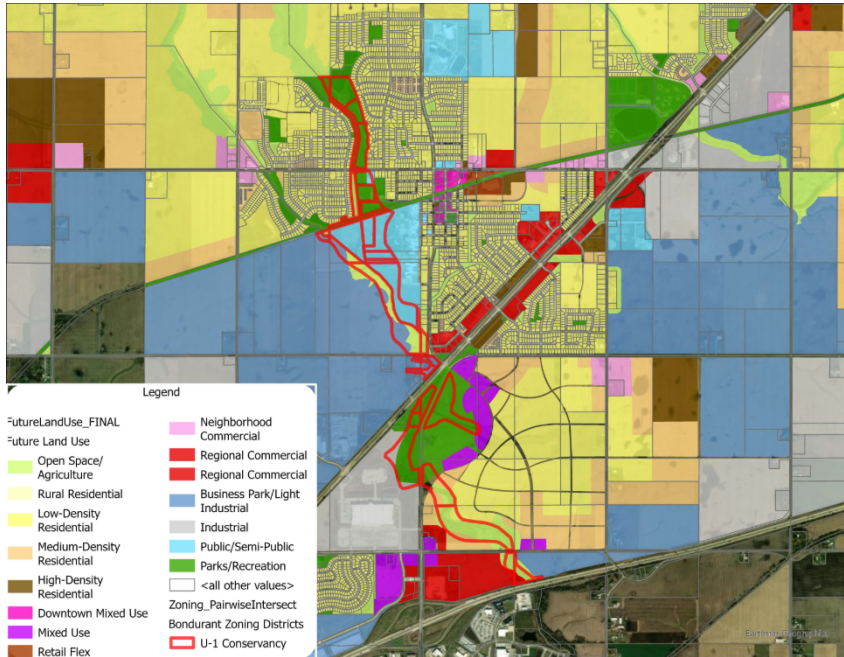 Legend
FutureLandUse_FINAL
Future Land Use
Open Space/
Agriculture
Rural Residential
Low-Density
Residential
Medium-Density
Residential
High-Density
Residential
Downtown Mixed Use
Mixed Use
Retail Flex
Neighborhood
Commercial
Regional Commercial
Regional Commercial
Business Park/Light
Industrial
Industrial
Public/Semi-Public
Parks/Recreation
<all other values>
Zoning_PairwiseIntersect
Bondurant Zoning Districts
U-1 Conservancy